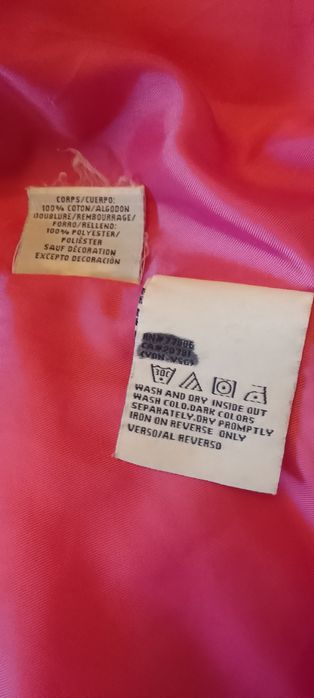 CORPS/CUERPO:
100% COTON/ALGODON
DOUBLURE/REMBOURRAGE/
FORRO/RELLENO:
100% POLYESTER/
POLIÉSTER
SAUF DÉCORATION
EXCEPTO DECORACIÓN
30C
WASH AND DRY INSIDE OUT
WASH COLD.DARK COLORS
SEPARATELY.DRY PROMPTLY
IRON ON REVERSE ONLY
VERSO/AL REVERSO